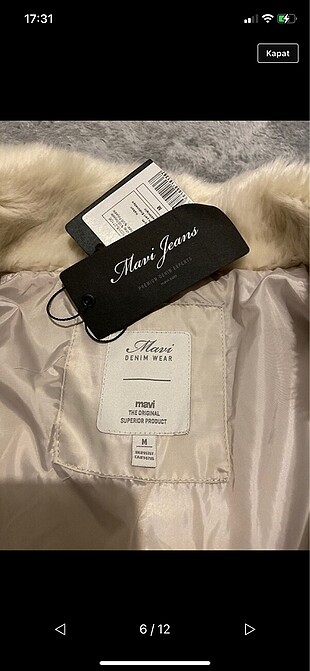 17:31
Kapat
M
Mavi Jeans
PREMIUM DENIM EXPERTS
Mavi
DENIM WEAR
mavi
THE ORIGINAL
SUPERIOR PRODUCT
M
6 / 12